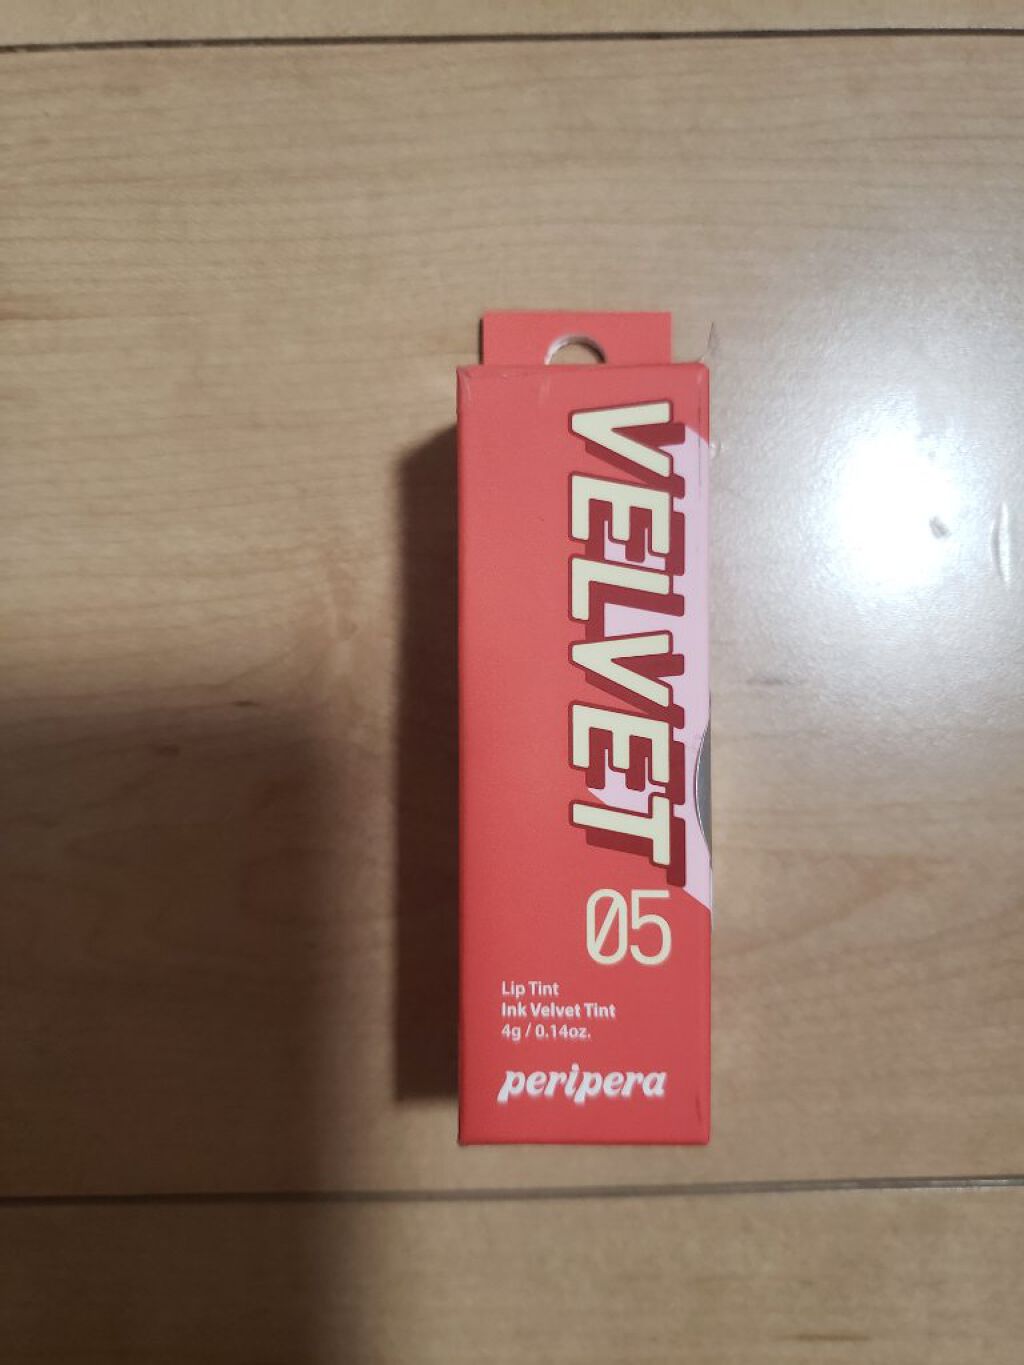 VELVET
05
Lip Tint
Ink Velvet Tint
4g / 0.14oz.
peripera